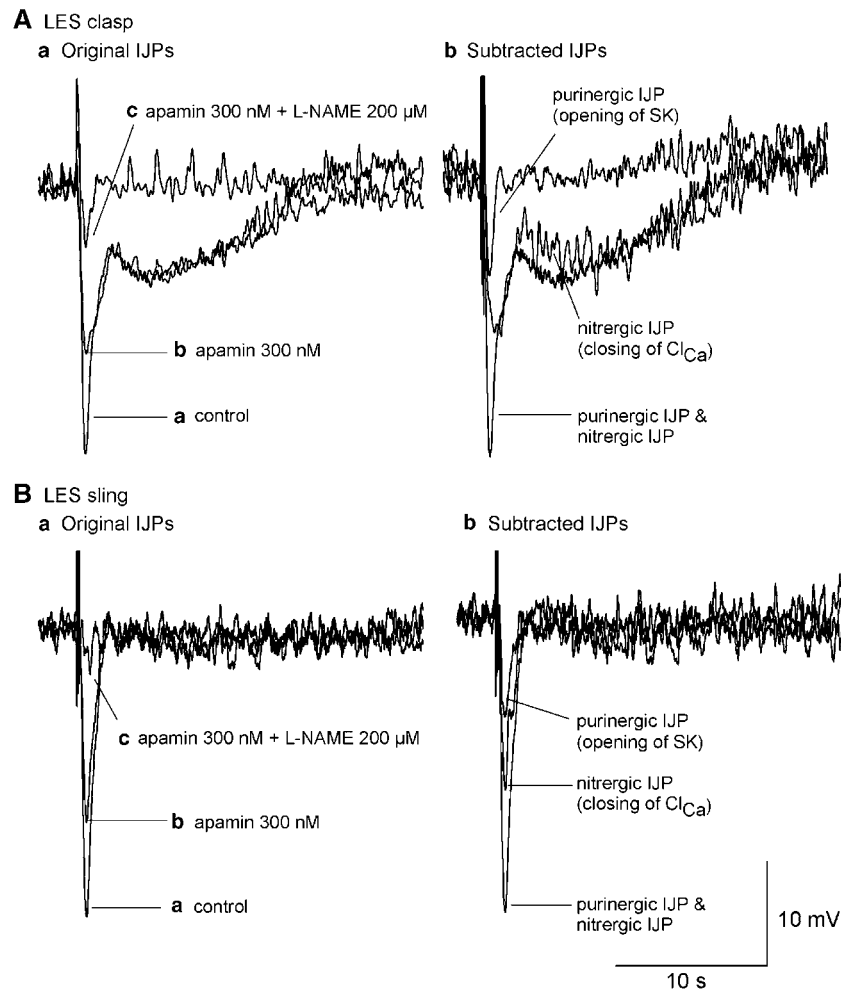 A LES clasp
a Original IJPs
c apamin 300 nM + L-NAME 200 µM
b apamin 300 nM
a control
b Subtracted IJPs
purinergic IJP
(opening of SK)
nitrergic IJP
(closing of ClCa)
purinergic IJP &
nitrergic IJP
B LES sling
a Original IJPs
c apamin 300 nM + L-NAME 200 µM
b apamin 300 nM
a control
b Subtracted IJPs
purinergic IJP
(opening of SK)
nitrergic IJP
(closing of ClCa)
purinergic IJP &
nitrergic IJP
10 mV
10 s